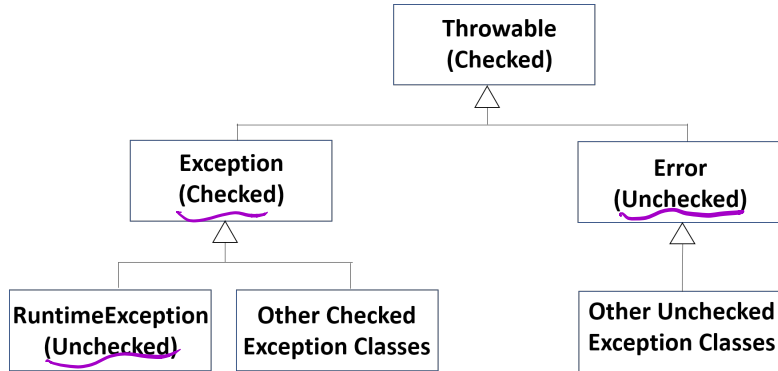 Throwable
(Checked)
Exception
(Checked)
Error
(Unchecked)
RuntimeException
(Unchecked)
Other Checked
Exception Classes
Other Unchecked
Exception Classes